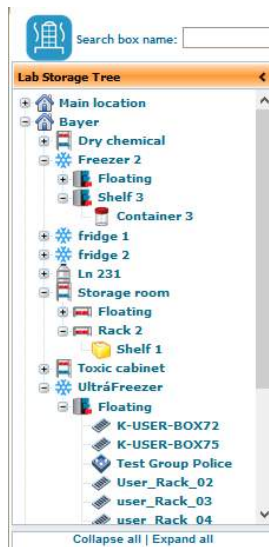 Search box name:
Lab Storage Tree
Main location
Bayer
Dry chemical
Freezer 2
Floating
Shelf 3
Container 3
fridge 1
fridge 2
Ln 231
Storage room
Floating
Rack 2
Shelf 1
Toxic cabinet
UltráFreezer
Floating
K-USER-BOX72
K-USER-BOX75
Test Group Police
User_Rack_02
user_Rack_03
user_Rack_04
Collapse all | Expand all